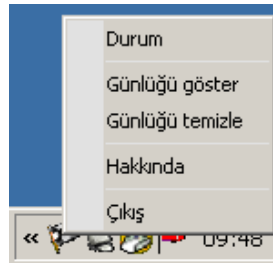 Durum
Günlüğü göster
Günlüğü temizle
Hakkında
Çıkış
« 09:48